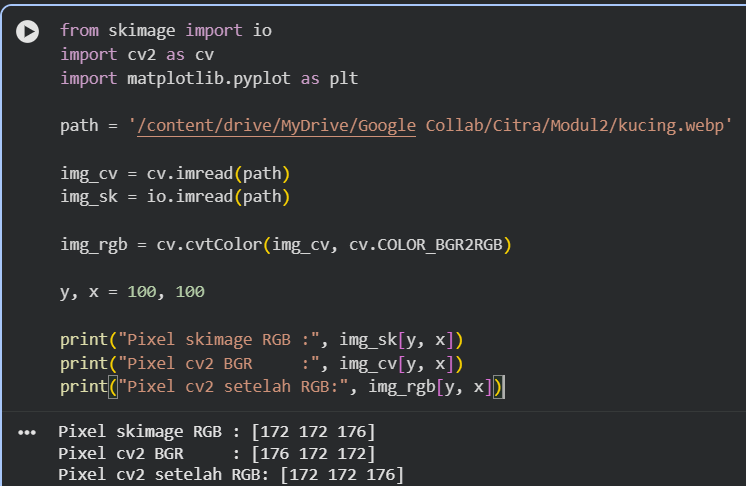 from skimage import io
import cv2 as cv
import matplotlib.pyplot as plt
path = '/content/drive/MyDrive/Google Collab/Citra/Modul2/kucing.webp'
img_cv = cv.imread(path)
img_sk = io.imread(path)
img_rgb = cv.cvtColor(img_cv, cv.COLOR_BGR2RGB)
y, x = 100, 100
print("Pixel skimage RGB :", img_sk[y, x])
print("Pixel cv2 BGR     :", img_cv[y, x])
print("Pixel cv2 setelah RGB:", img_rgb[y, x])
Pixel skimage RGB : [172 172 176]
Pixel cv2 BGR     : [176 172 172]
Pixel cv2 setelah RGB: [172 172 176]